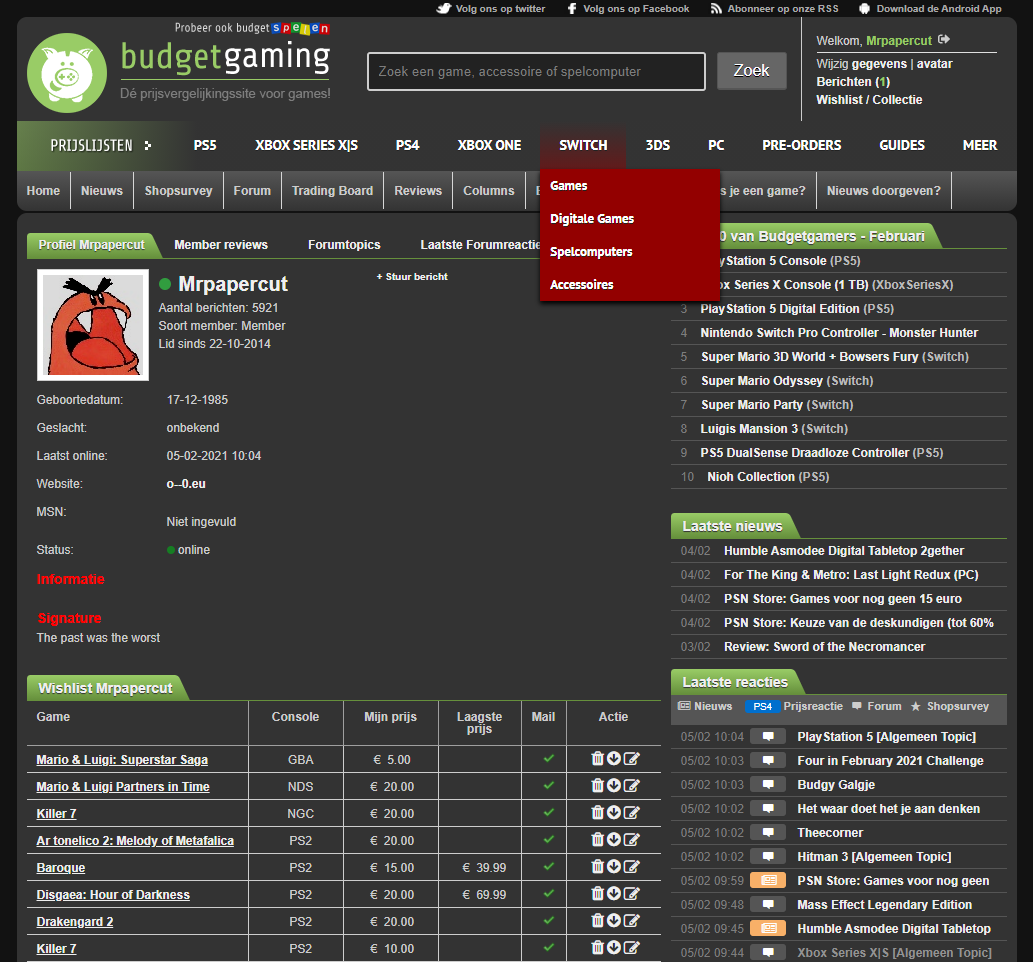 Volg ons op twitter Volg ons op Facebook Abonneer op onze RSS Download de Android App
Probeer ook budget spelen
budgetgaming
Dé prijsvergelijkingssite voor games!
Zoek een game, accessoire of spelcomputer
Zoek
Welkom, Mrpapercut
Wijzig gegevens | avatar
Berichten (1)
Wishlist / Collectie
PRIJSLIJSTEN PS5 XBOX SERIES X|S PS4 XBOX ONE SWITCH 3DS PC PRE-ORDERS GUIDES MEER
Home Nieuws Shopsurvey Forum Trading Board Reviews Columns s je een game? Nieuws doorgeven?
Games
Digitale Games
Spelcomputers
Accessoires
Profiel Mrpapercut Member reviews Forumtopics Laatste Forumreactie
Mrpapercut
+ Stuur bericht
Aantal berichten: 5921
Soort member: Member
Lid sinds 22-10-2014
Geboortedatum: 17-12-1985
Geslacht: onbekend
Laatst online: 05-02-2021 10:04
Website: o--0.eu
MSN:
Niet ingevuld
Status: online
Informatie
Signature
The past was the worst
Wishlist Mrpapercut
Game Console Mijn prijs Laagste prijs Mail Actie
Mario & Luigi: Superstar Saga GBA € 5.00
Mario & Luigi Partners in Time NDS € 20.00
Killer 7 NGC € 20.00
Ar tonelico 2: Melody of Metafalica PS2 € 20.00
Baroque PS2 € 15.00 € 39.99
Disgaea: Hour of Darkness PS2 € 20.00 € 69.99
Drakengard 2 PS2 € 20.00
Killer 7 PS2 € 10.00
0 van Budgetgamers - Februari
yStation 5 Console (PS5)
ox Series X Console (1 TB) (XboxSeriesX)
3 PlayStation 5 Digital Edition (PS5)
4 Nintendo Switch Pro Controller - Monster Hunter
5 Super Mario 3D World + Bowsers Fury (Switch)
6 Super Mario Odyssey (Switch)
7 Super Mario Party (Switch)
8 Luigis Mansion 3 (Switch)
9 PS5 DualSense Draadloze Controller (PS5)
10 Nioh Collection (PS5)
Laatste nieuws
04/02 Humble Asmodee Digital Tabletop 2gether
04/02 For The King & Metro: Last Light Redux (PC)
04/02 PSN Store: Games voor nog geen 15 euro
04/02 PSN Store: Keuze van de deskundigen (tot 60%
03/02 Review: Sword of the Necromancer
Laatste reacties
Nieuws PS4 Prijsreactie Forum Shopsurvey
05/02 10:04 PlayStation 5 [Algemeen Topic]
05/02 10:03 Four in February 2021 Challenge
05/02 10:03 Budgy Galgje
05/02 10:02 Het waar doet het je aan denken
05/02 10:02 Theecorner
05/02 10:02 Hitman 3 [Algemeen Topic]
05/02 09:59 PSN Store: Games voor nog geen
05/02 09:48 Mass Effect Legendary Edition
05/02 09:45 Humble Asmodee Digital Tabletop
05/02 09:44 Xbox Series X|S [Algemeen Topic]